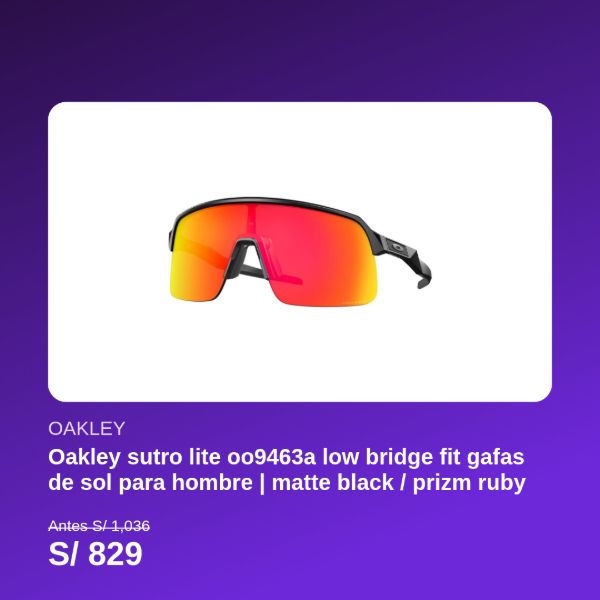 OAKLEY
Oakley sutro lite oo9463a low bridge fit gafas
de sol para hombre | matte black / prizm ruby
Antes S/ 1,036
S/ 829